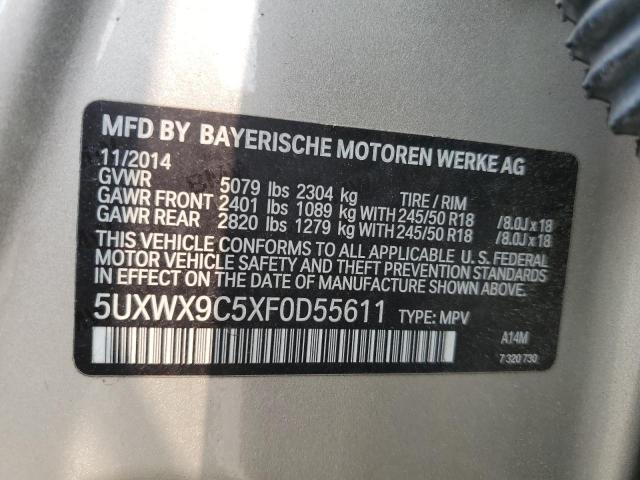 MFD BY BAYERISCHE MOTOREN WERKE AG
11/2014
GVWR 5079 lbs 2304 kg TIRE / RIM
GAWR FRONT 2401 lbs 1089 kg WITH 245/50 R18 /8.0J x 18
GAWR REAR 2820 lbs 1279 kg WITH 245/50 R18 /8.0J x 18
THIS VEHICLE CONFORMS TO ALL APPLICABLE U. S. FEDERAL
MOTOR VEHICLE SAFETY AND THEFT PREVENTION STANDARDS
IN EFFECT ON THE DATE OF MANUFACTURE SHOWN ABOVE.
5UXWX9C5XF0D55611 TYPE: MPV
A14M
7 320 730